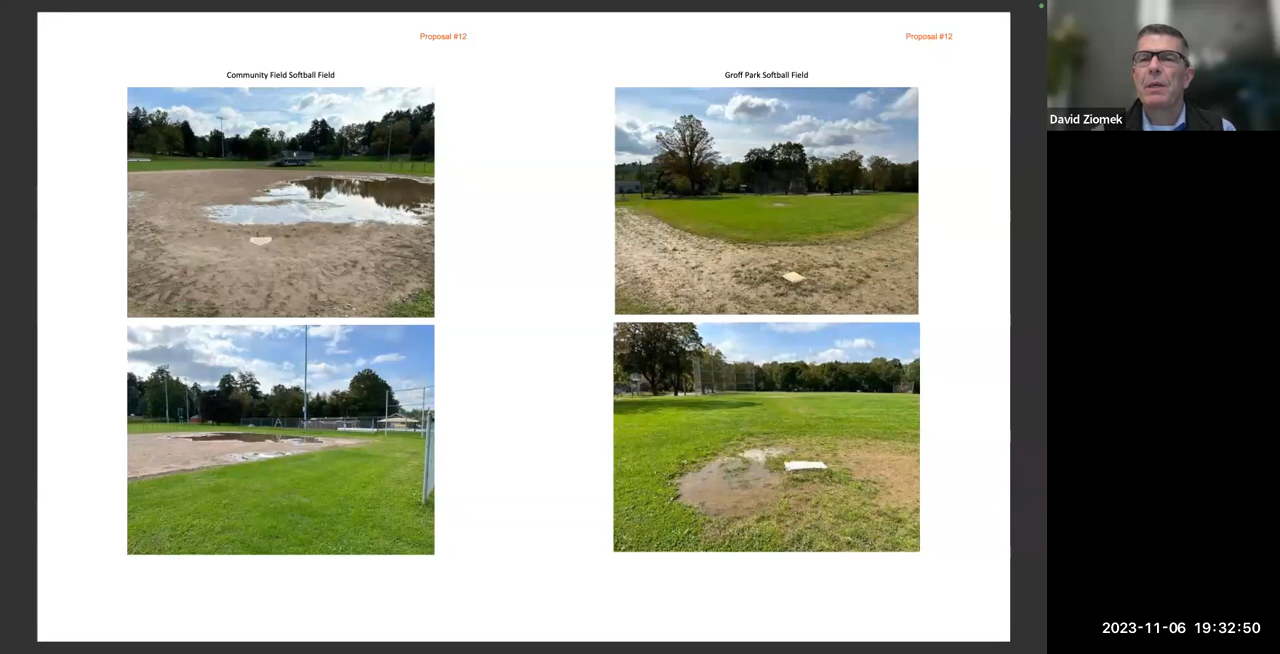 Proposal #12
Proposal #12
Community Field Softball Field
Groff Park Softball Field
David Ziomek
2023-11-06 19:32:50